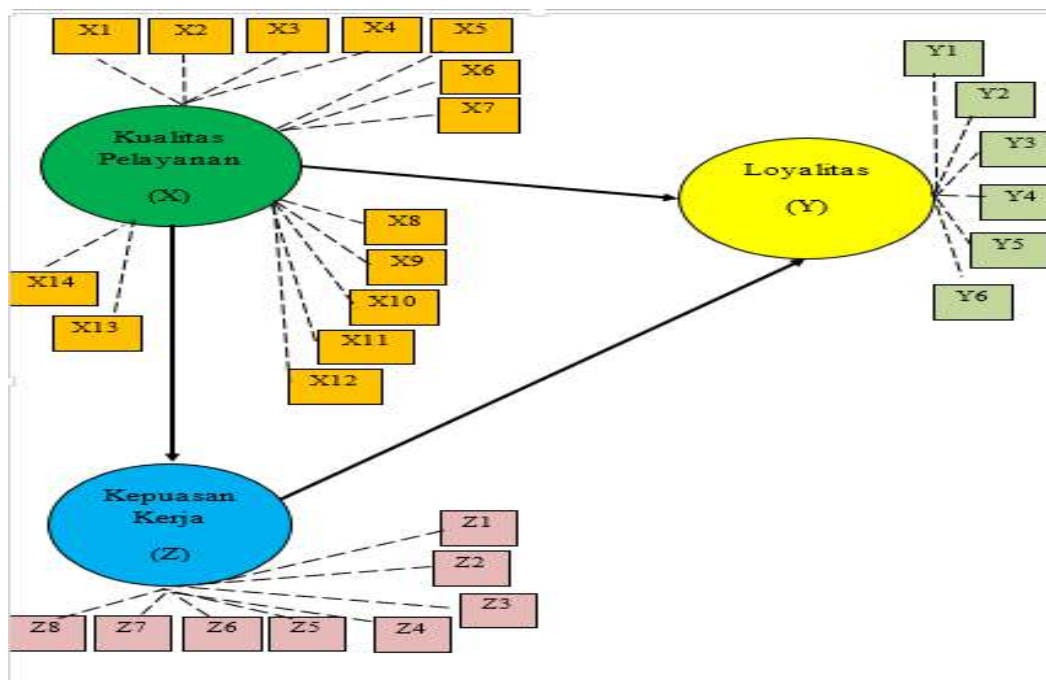 X1
X2
X3
X4
X5
X6
X7
Kualitas
Pelayanan
(X)
X8
X9
X10
X11
X12
X13
X14
Y1
Y2
Y3
Y4
Y5
Y6
Loyalitas
(Y)
Kepuasan
Kerja
(Z)
Z1
Z2
Z3
Z4
Z5
Z6
Z7
Z8